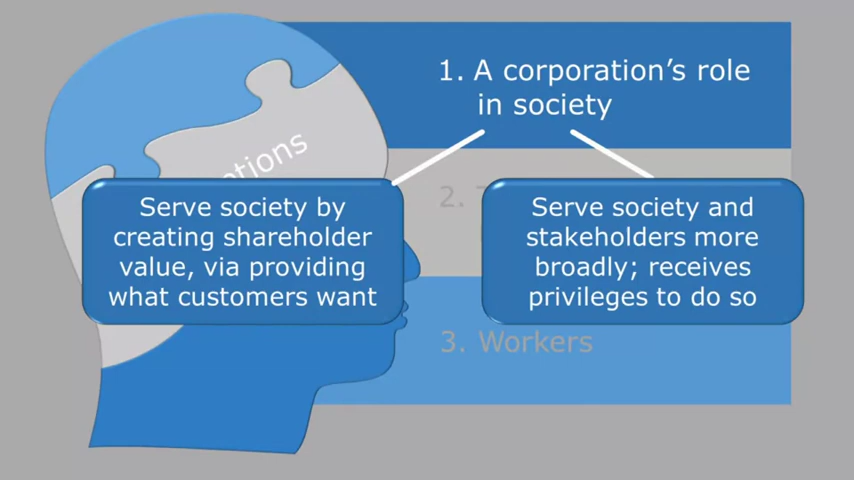 1. A corporation's role
in society
Serve society by
creating shareholder
value, via providing
what customers want
Serve society and
stakeholders more
broadly; receives
privileges to do so
2.
3. Workers